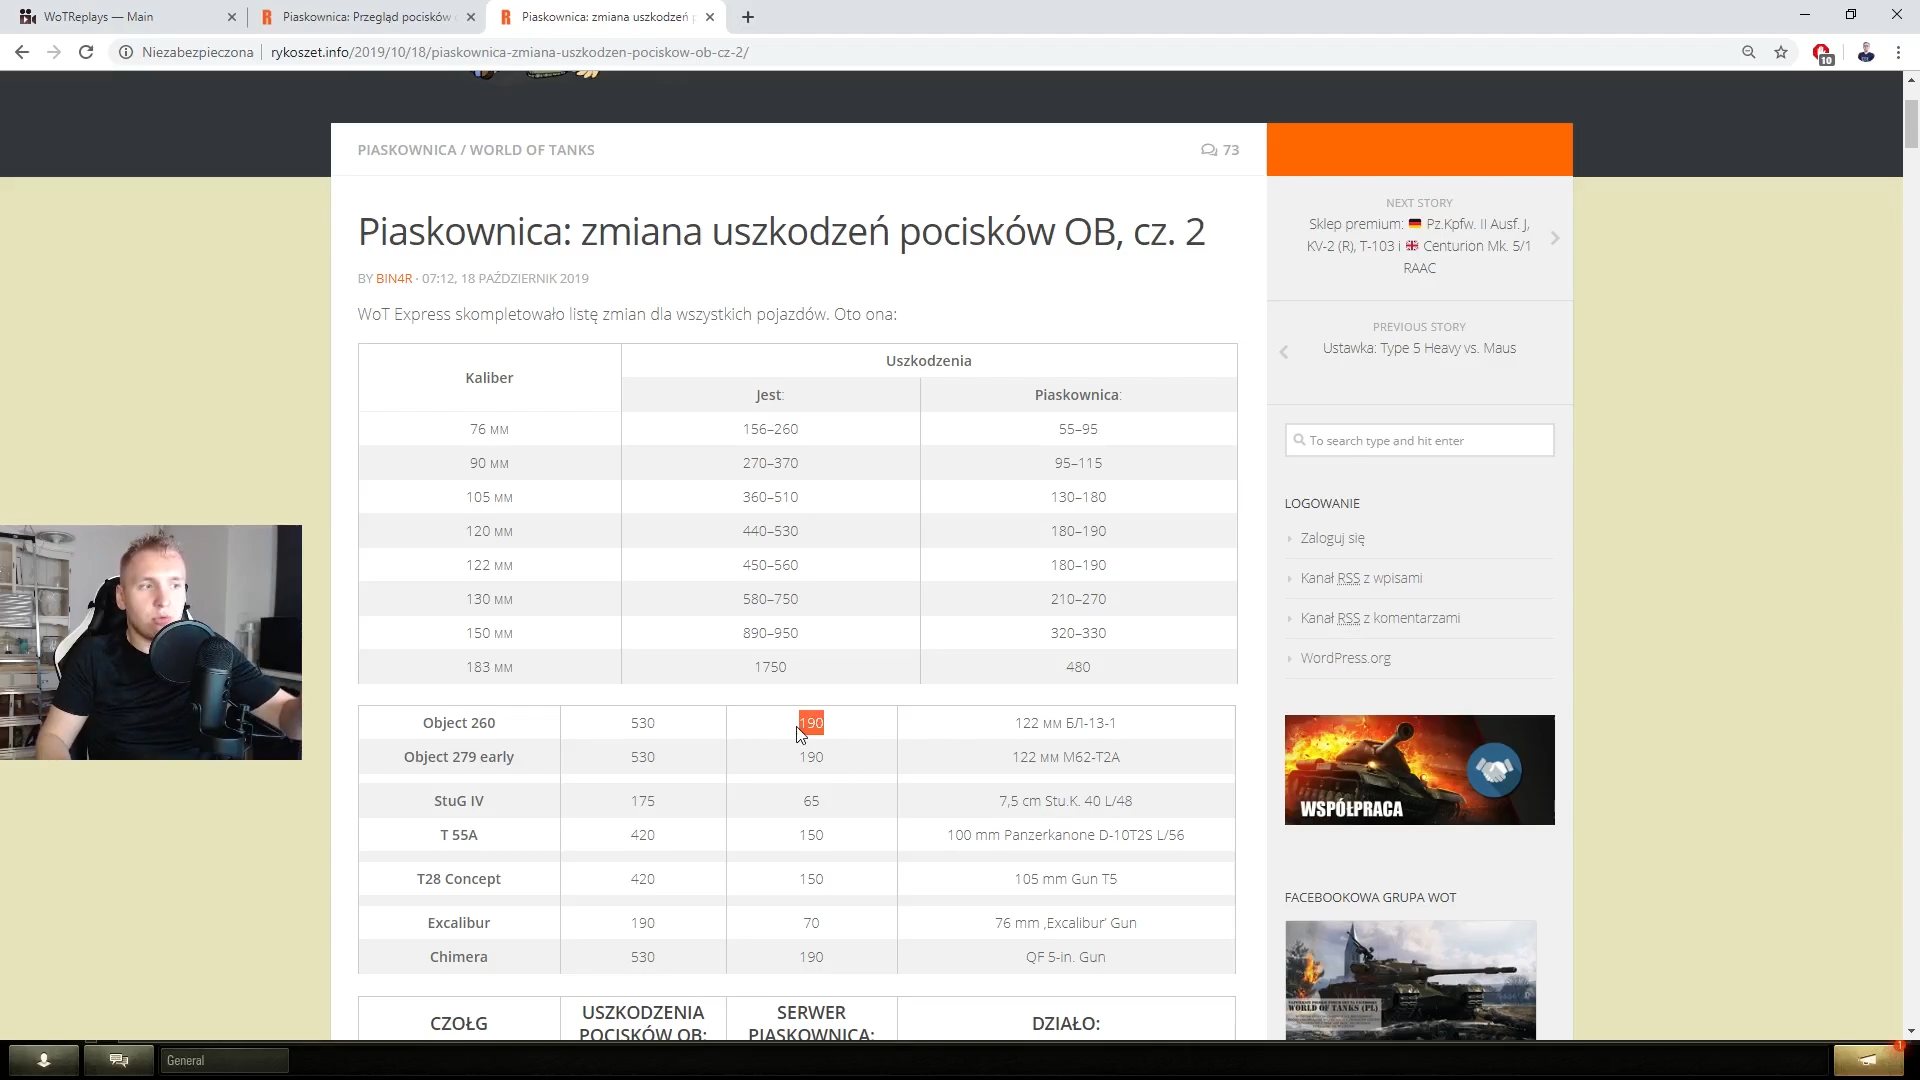 WoTReplays — Main
Piaskownica: Przegląd pocisków
Piaskownica: zmiana uszkodzeń
Niezabezpieczona
rykoszet.info/2019/10/18/piaskownica-zmiana-uszkodzen-pociskow-ob-cz-2/
10
PIASKOWNICA / WORLD OF TANKS
73
Piaskownica: zmiana uszkodzeń pocisków OB, cz. 2
BY BIN4R · 07:12, 18 PAŹDZIERNIK 2019
WoT Express skompletowało listę zmian dla wszystkich pojazdów. Oto ona:
Kaliber
Uszkodzenia
Jest: Piaskownica:
76 мм 156–260 55–95
90 мм 270–370 95–115
105 мм 360–510 130–180
120 мм 440–530 180–190
122 мм 450–560 180–190
130 мм 580–750 210–270
150 мм 890–950 320–330
183 мм 1750 480
Object 260 530 190 122 мм БЛ-13-1
Object 279 early 530 190 122 мм М62-Т2А
StuG IV 175 65 7,5 cm Stu.K. 40 L/48
T 55A 420 150 100 mm Panzerkanone D-10T2S L/56
T28 Concept 420 150 105 mm Gun T5
Excalibur 190 70 76 mm ‚Excalibur’ Gun
Chimera 530 190 QF 5-in. Gun
CZOŁG
USZKODZENIA
POCISKÓW OB:
SERWER
PIASKOWNICA:
DZIAŁO:
NEXT STORY
Sklep premium: Pz.Kpfw. II Ausf. J,
KV-2 (R), T-103 i Centurion Mk. 5/1
RAAC
PREVIOUS STORY
Ustawka: Type 5 Heavy vs. Maus
To search type and hit enter
LOGOWANIE
Zaloguj się
Kanał RSS z wpisami
Kanał RSS z komentarzami
WordPress.org
WSPÓŁPRACA
FACEBOOKOWA GRUPA WOT
WORLD OF TANKS (PL)
General
1